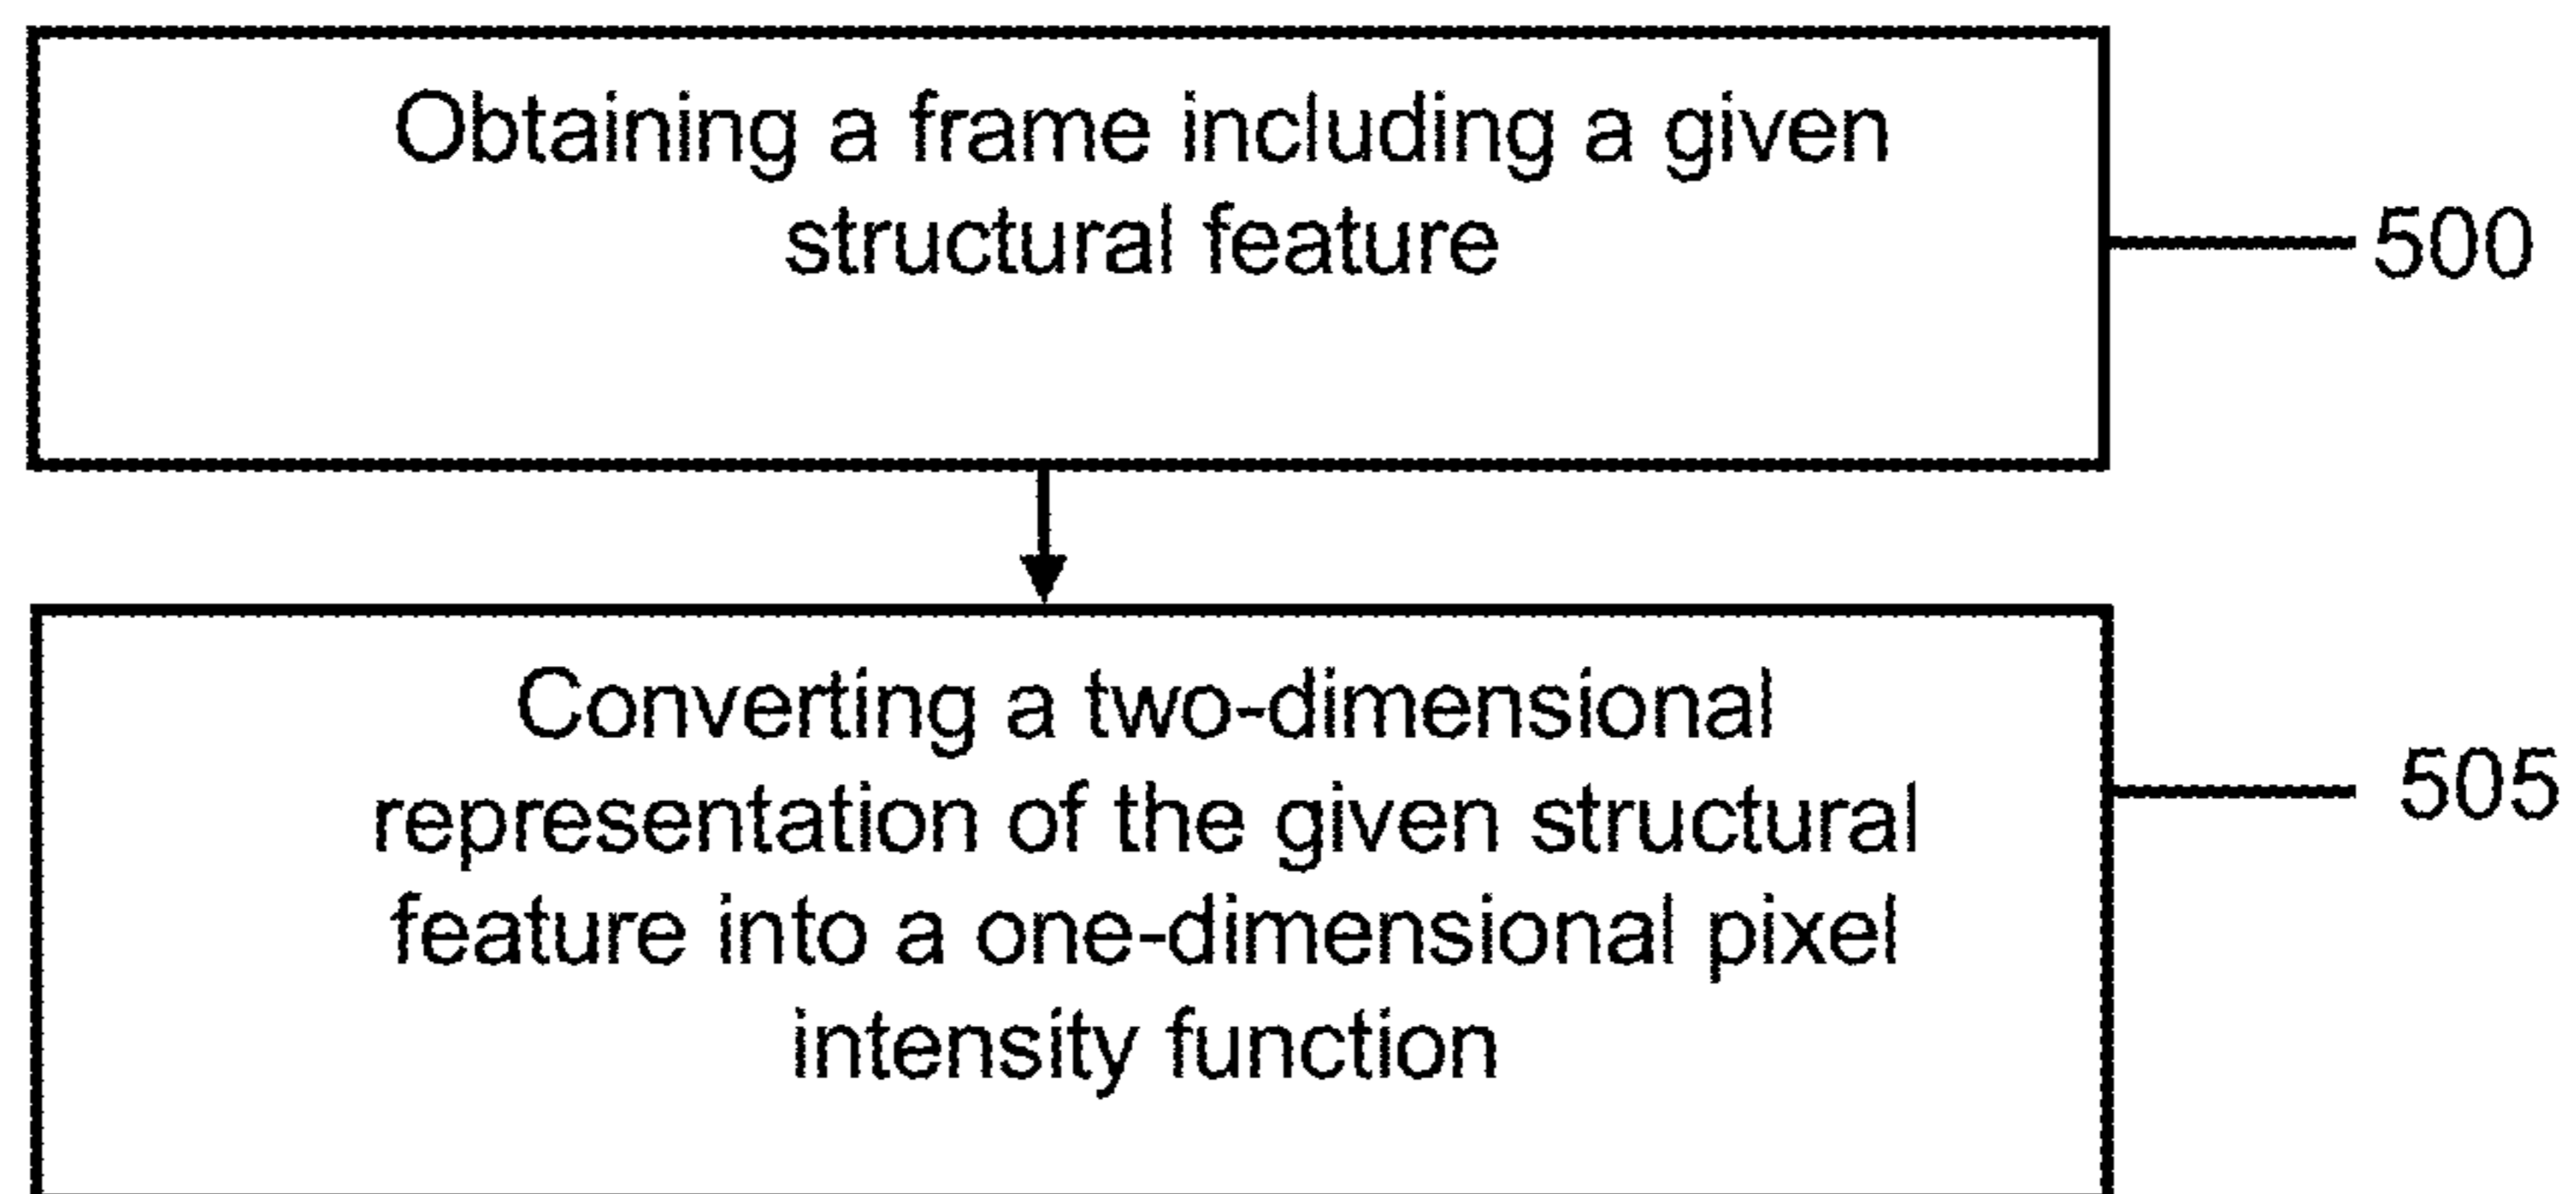 Obtaining a frame including a given
structural feature
500
Converting a two-dimensional
representation of the given structural
feature into a one-dimensional pixel
intensity function
505